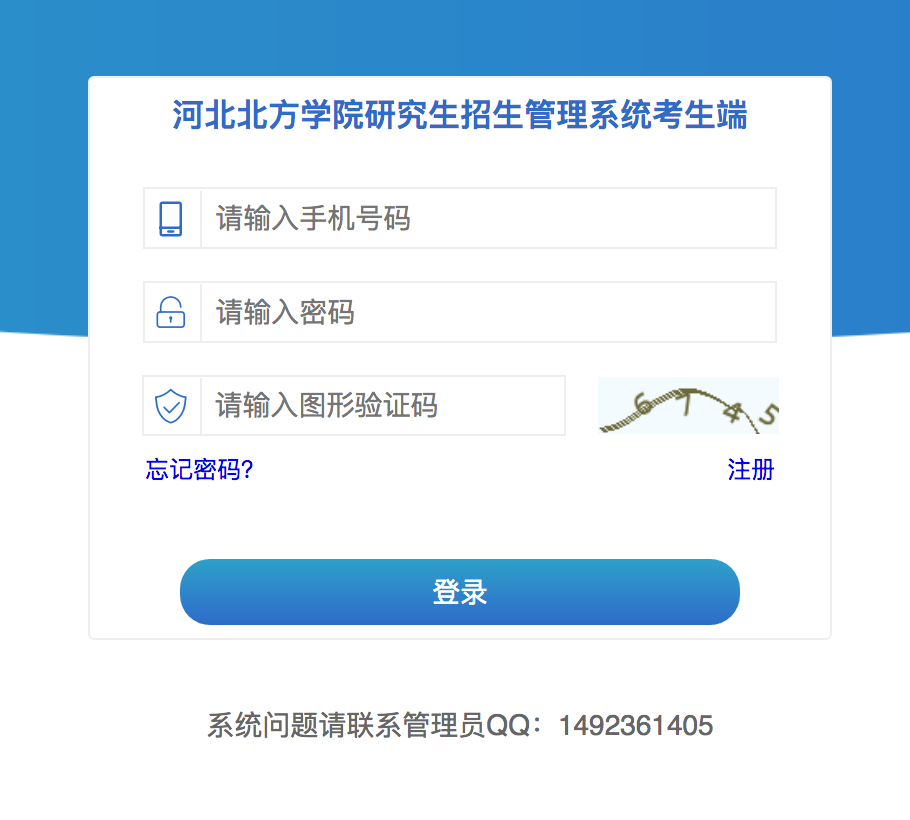 河北北方学院研究生招生管理系统考生端
请输入手机号码
请输入密码
请输入图形验证码
6745
忘记密码? 注册
登录
系统问题请联系管理员QQ：1492361405